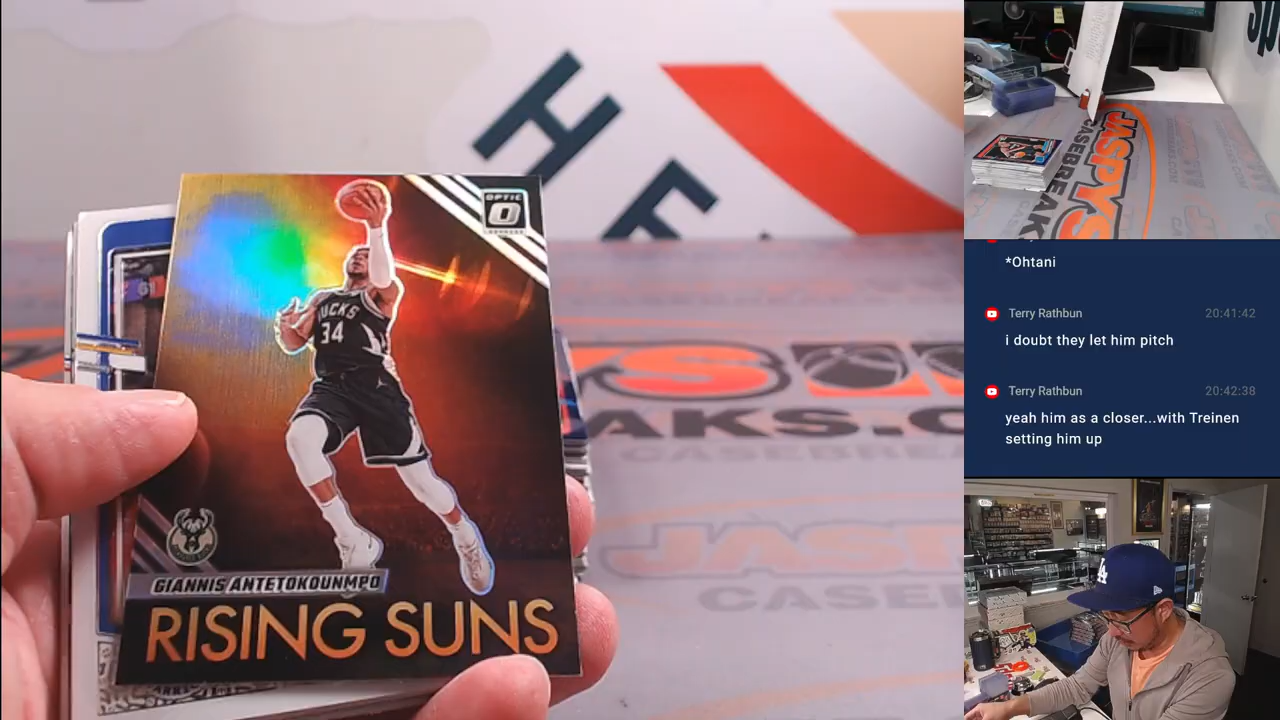 OPTIC
BUCKS
34
GIANNIS ANTETOKOUNMPO
RISING SUNS
JASPYS
CASEBREAKS.COM
*Ohtani
Terry Rathbun 20:41:42
i doubt they let him pitch
Terry Rathbun 20:42:38
yeah him as a closer...with Treinen
setting him up
LA